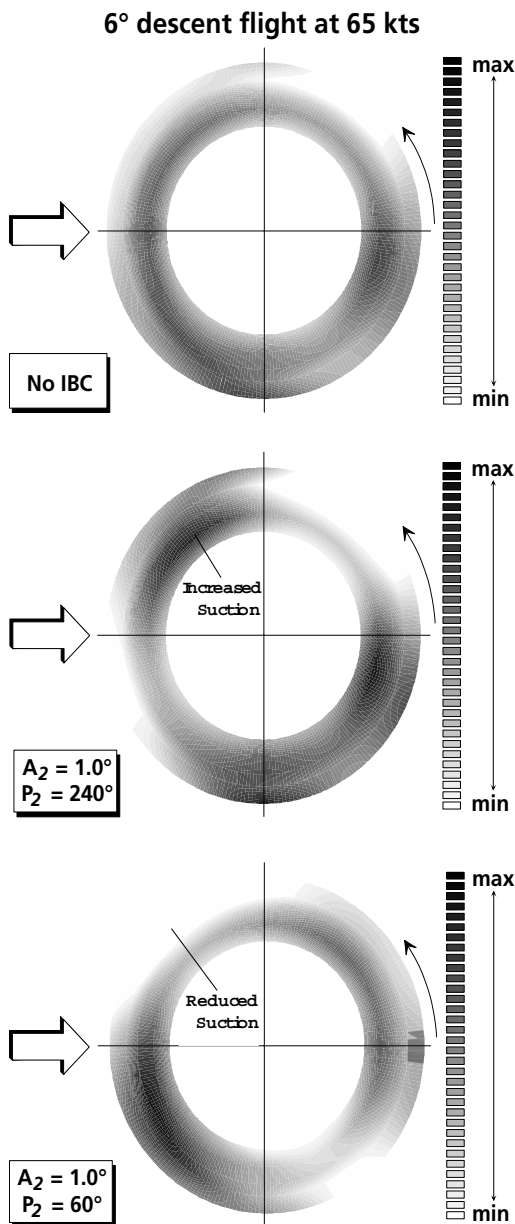 6° descent flight at 65 kts
max
No IBC
min
max
Increased
Suction
A2 = 1.0°
P2 = 240°
min
max
Reduced
Suction
A2 = 1.0°
P2 = 60°
min